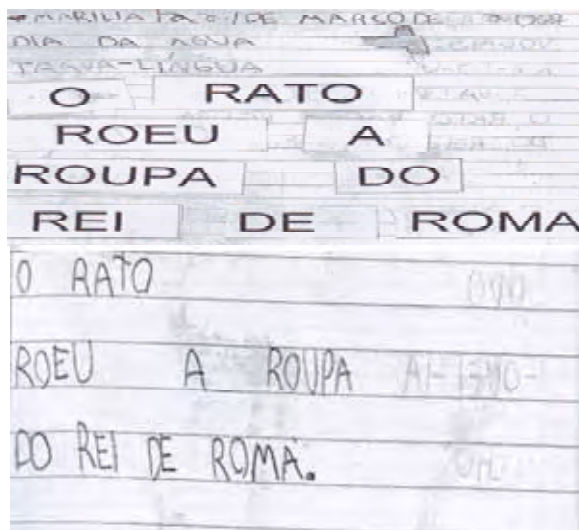 DIA DA ÁGUA
TRAVA-LÍNGUA
O RATO
ROEU A
ROUPA DO
REI DE ROMA
O RATO
ROEU A ROUPA
DO REI DE ROMA.